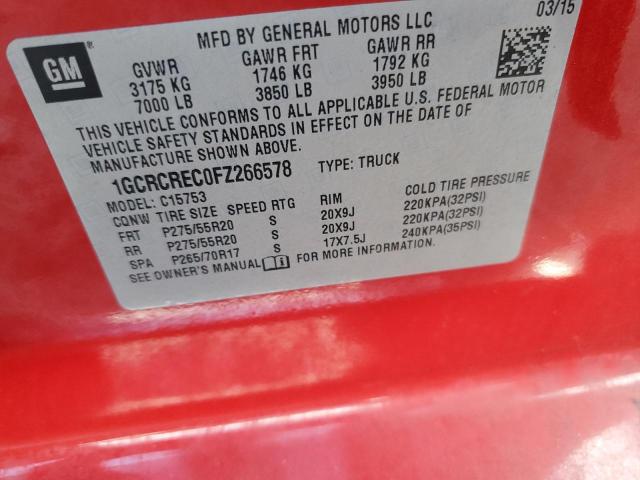 GM
MFD BY GENERAL MOTORS LLC 03/15
GVWR GAWR FRT GAWR RR
3175 KG 1746 KG 1792 KG
7000 LB 3850 LB 3950 LB
THIS VEHICLE CONFORMS TO ALL APPLICABLE U.S. FEDERAL MOTOR
VEHICLE SAFETY STANDARDS IN EFFECT ON THE DATE OF
MANUFACTURE SHOWN ABOVE.
1GCRCREC0FZ266578 TYPE: TRUCK
MODEL: C15753
CQNW TIRE SIZE SPEED RTG RIM COLD TIRE PRESSURE
FRT P275/55R20 S 20X9J 220KPA(32PSI)
RR P275/55R20 S 20X9J 220KPA(32PSI)
SPA P265/70R17 S 17X7.5J 240KPA(35PSI)
SEE OWNER'S MANUAL FOR MORE INFORMATION.